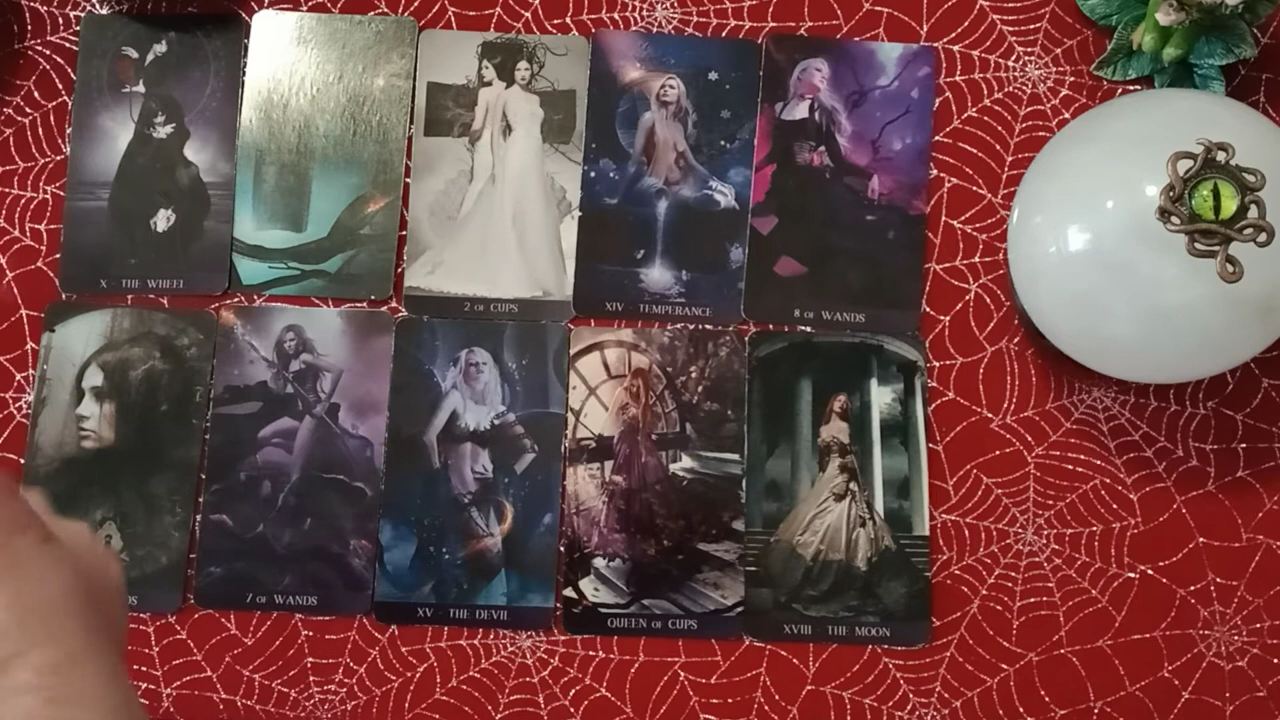 X - THE WHEEL
2 OF CUPS
XIV - TEMPERANCE
8 OF WANDS
7 OF WANDS
XV - THE DEVIL
QUEEN OF CUPS
XVIII - THE MOON